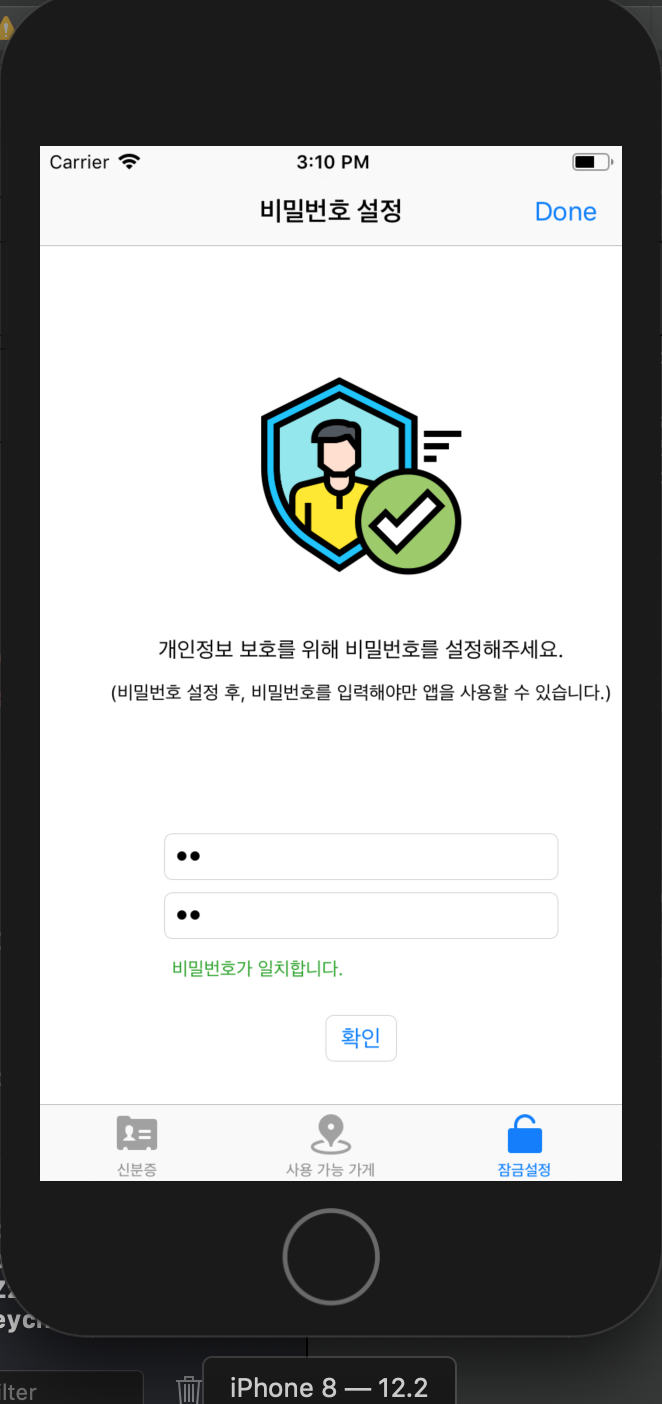 Carrier
3:10 PM
비밀번호 설정
Done
개인정보 보호를 위해 비밀번호를 설정해주세요.
(비밀번호 설정 후, 비밀번호를 입력해야만 앱을 사용할 수 있습니다.)
비밀번호가 일치합니다.
확인
신분증
사용 가능 가게
잠금설정
iPhone 8 — 12.2